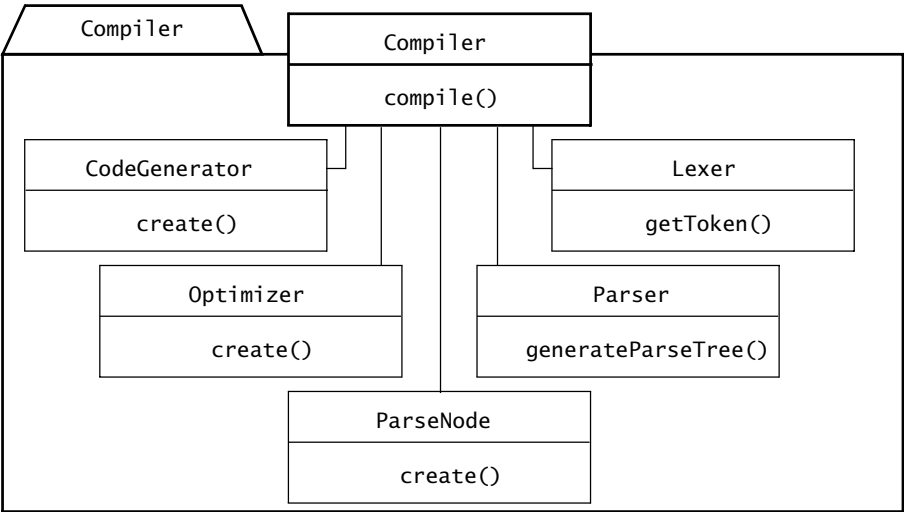 Compiler
Compiler
compile()
CodeGenerator
create()
Lexer
getToken()
Optimizer
create()
Parser
generateParseTree()
ParseNode
create()